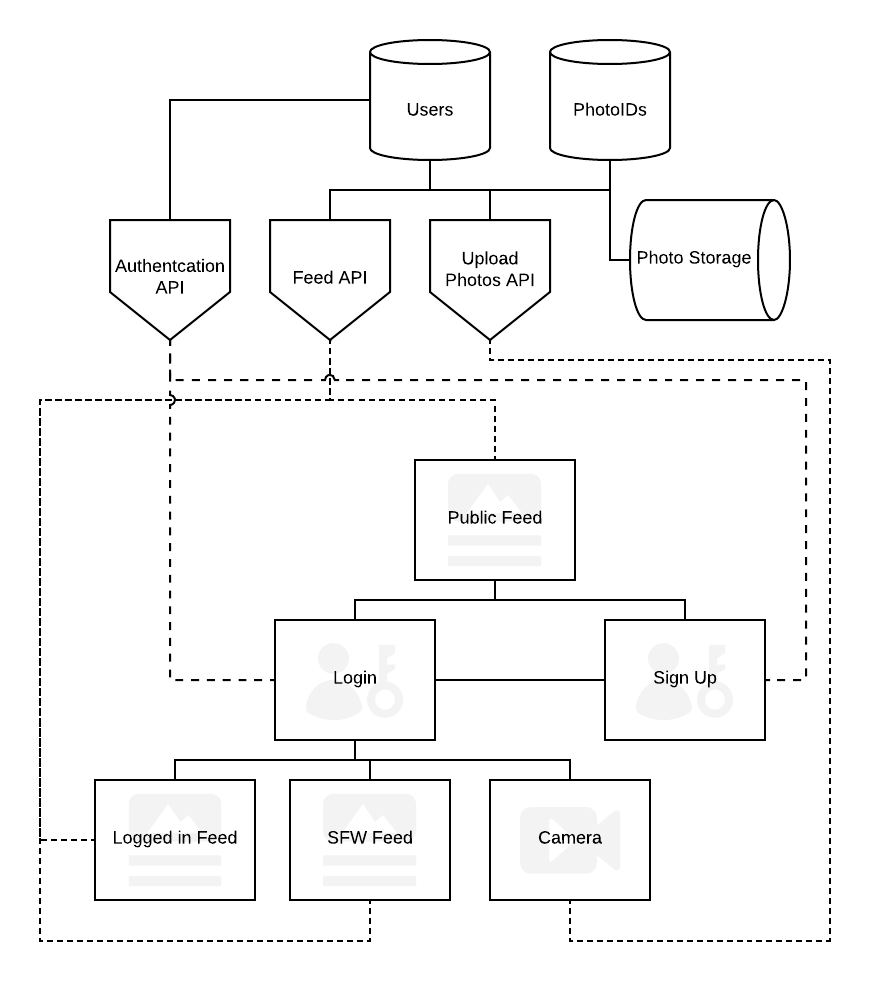 Users
PhotoIDs
Authentcation
API
Feed API
Upload
Photos API
Photo Storage
Public Feed
Login
Sign Up
Logged in Feed
SFW Feed
Camera